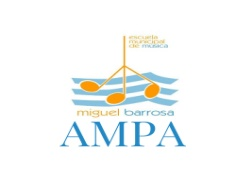 escuela
municipal
de música
miguel barrosa
AMPA